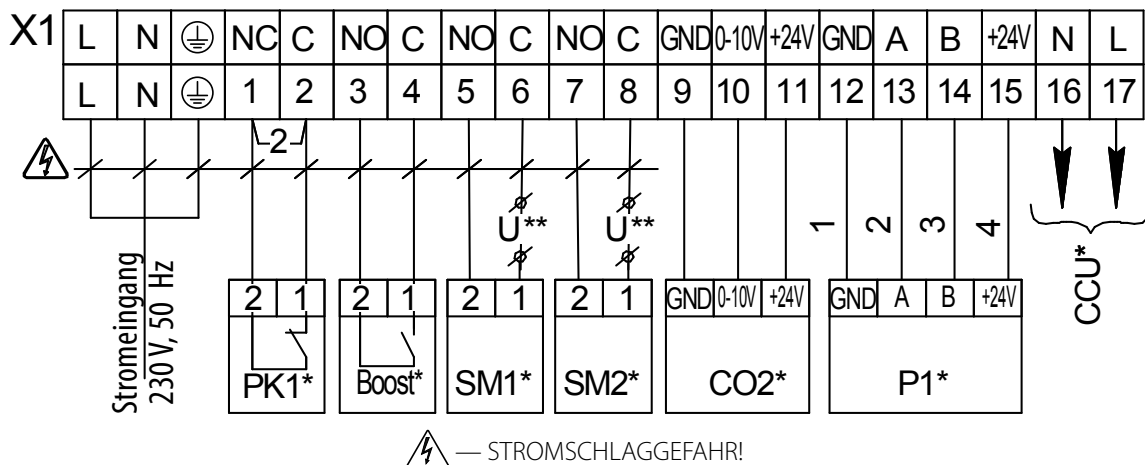 X1 L N NC C NO C NO C NO C GND 0-10V +24V GND A B +24V N L
L N 1 2 3 4 5 6 7 8 9 10 11 12 13 14 15 16 17
2
U** U**
1 2 3 4
Stromeingang
230 V, 50 Hz
2 1 2 1 2 1 2 1 GND 0-10V +24V GND A B +24V
PK1* Boost* SM1* SM2* CO2* P1*
CCU*
— STROMSCHLAGGEFAHR!